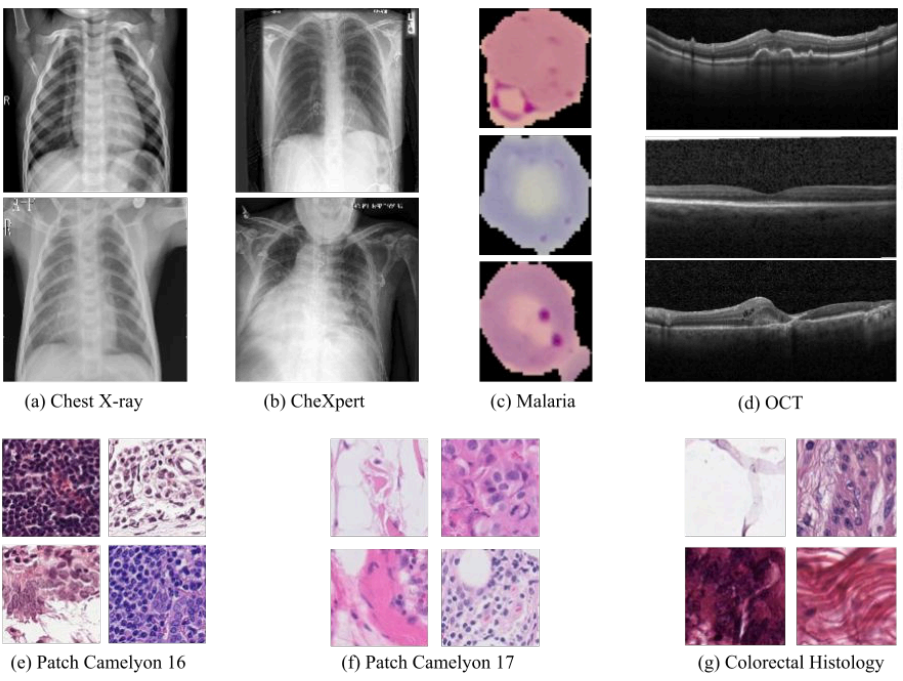 R
(a) Chest X-ray
(b) CheXpert
(c) Malaria
(d) OCT
(e) Patch Camelyon 16
(f) Patch Camelyon 17
(g) Colorectal Histology